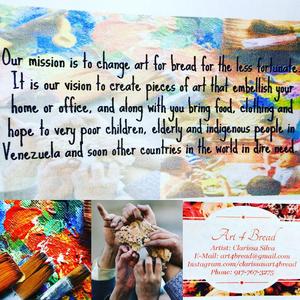 Our mission is to change art for bread for the less fortunate.
It is our vision to create pieces of art that embellish your
home or office, and along with you bring food, clothing and
hope to very poor children, elderly and indigenous people in
Venezuela and soon other countries in the world in dire need.
Art 4 Bread
Artist: Clarissa Silva
E-Mail: art4bread@gmail.com
Instagram.com/clarissasart4bread
Phone: 917-767-3275